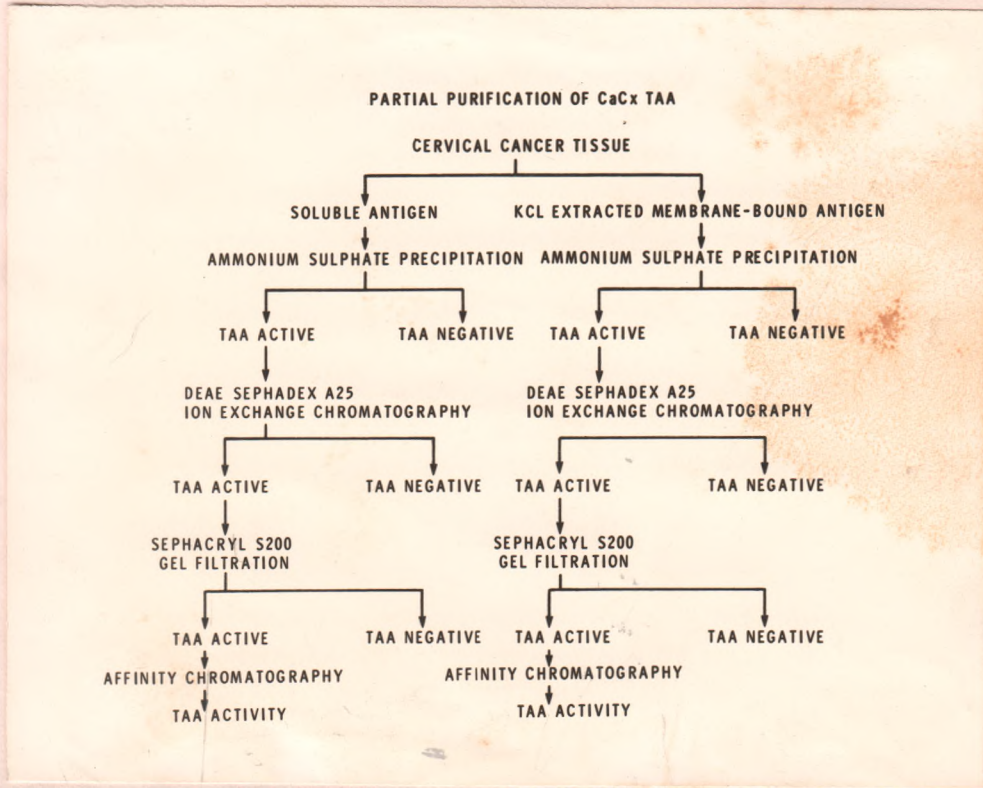 PARTIAL PURIFICATION OF CaCx TAA
CERVICAL CANCER TISSUE
SOLUBLE ANTIGEN KCL EXTRACTED MEMBRANE-BOUND ANTIGEN
AMMONIUM SULPHATE PRECIPITATION AMMONIUM SULPHATE PRECIPITATION
TAA ACTIVE TAA NEGATIVE TAA ACTIVE TAA NEGATIVE
DEAE SEPHADEX A25 DEAE SEPHADEX A25
ION EXCHANGE CHROMATOGRAPHY ION EXCHANGE CHROMATOGRAPHY
TAA ACTIVE TAA NEGATIVE TAA ACTIVE TAA NEGATIVE
SEPHACRYL S200 SEPHACRYL S200
GEL FILTRATION GEL FILTRATION
TAA ACTIVE TAA NEGATIVE TAA ACTIVE TAA NEGATIVE
AFFINITY CHROMATOGRAPHY AFFINITY CHROMATOGRAPHY
TAA ACTIVITY TAA ACTIVITY